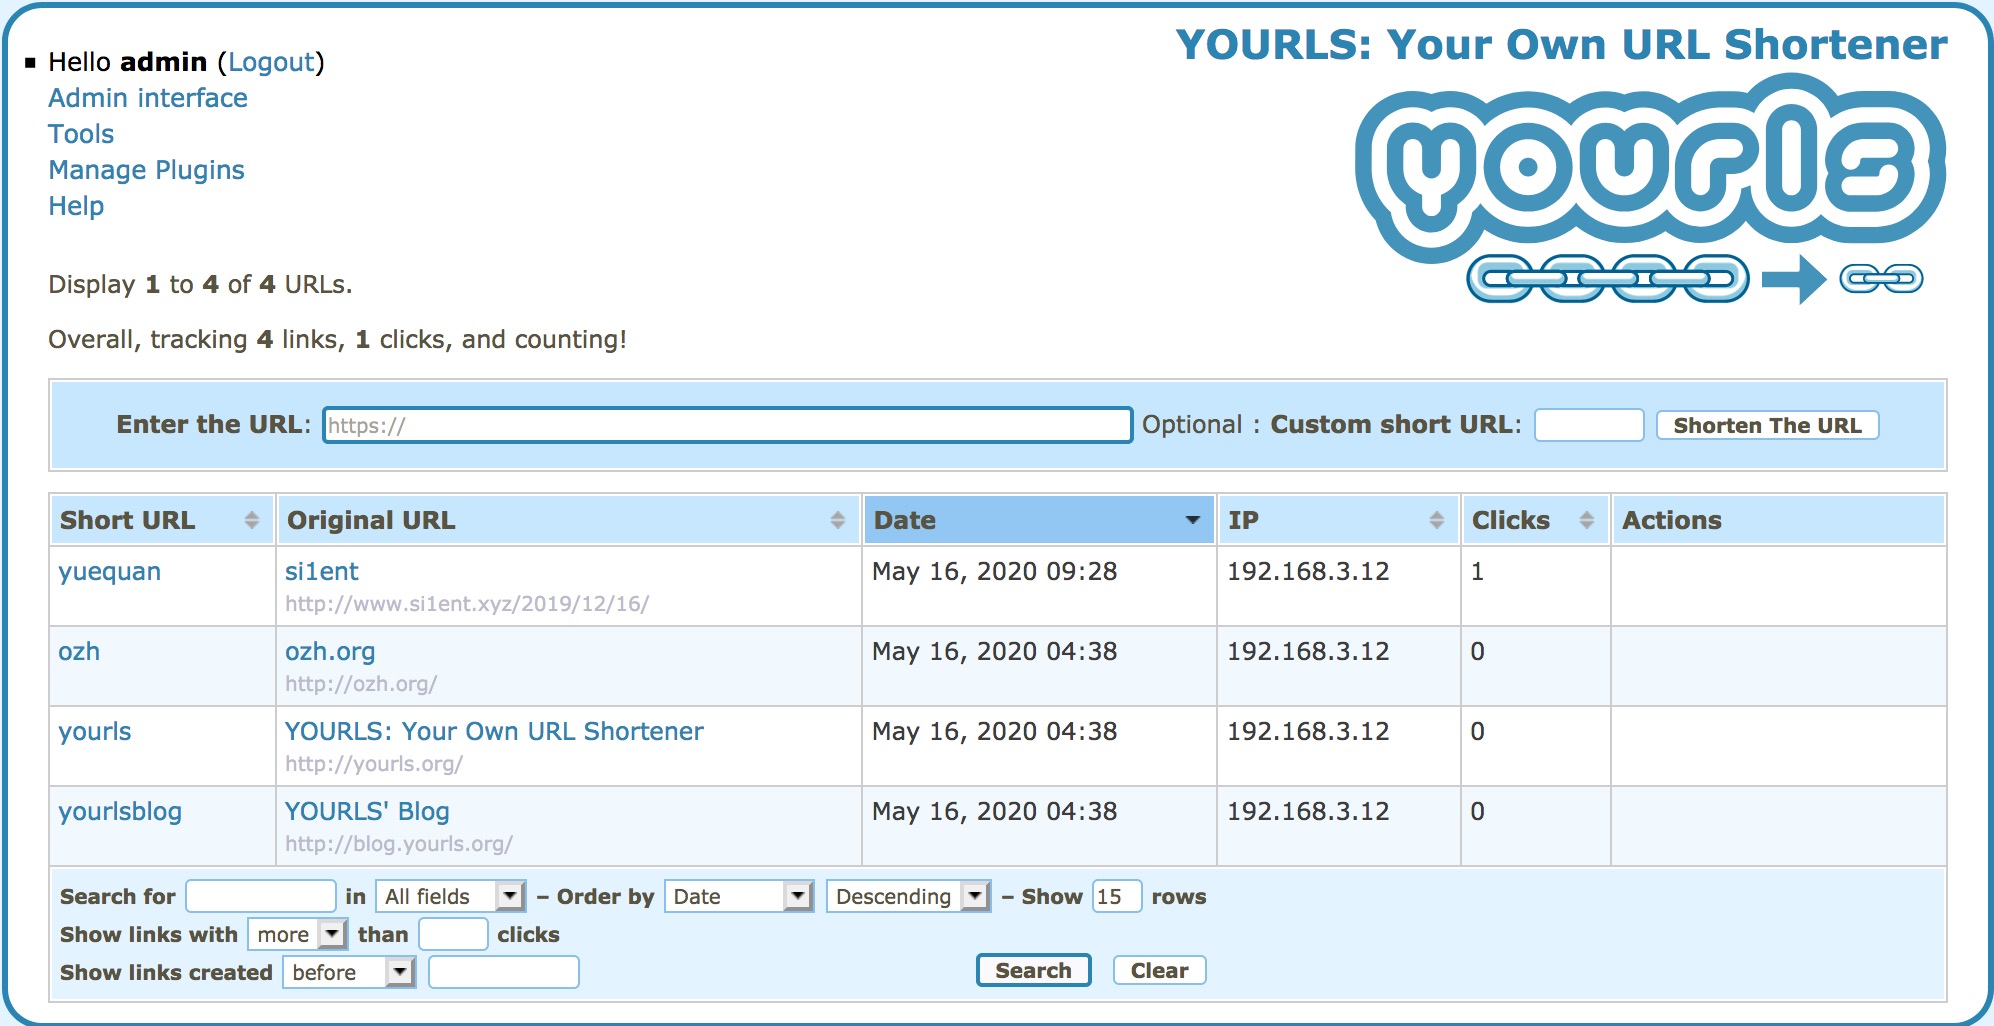 YOURLS: Your Own URL Shortener
yourls
Hello admin (Logout)
Admin interface
Tools
Manage Plugins
Help
Display 1 to 4 of 4 URLs.
Overall, tracking 4 links, 1 clicks, and counting!
Enter the URL: https:// Optional : Custom short URL: Shorten The URL
Short URL Original URL Date IP Clicks Actions
yuequan si1ent May 16, 2020 09:28 192.168.3.12 1
http://www.si1ent.xyz/2019/12/16/
ozh ozh.org May 16, 2020 04:38 192.168.3.12 0
http://ozh.org/
yourls YOURLS: Your Own URL Shortener May 16, 2020 04:38 192.168.3.12 0
http://yourls.org/
yourlsblog YOURLS' Blog May 16, 2020 04:38 192.168.3.12 0
http://blog.yourls.org/
Search for in All fields – Order by Date Descending – Show 15 rows
Show links with more than clicks
Show links created before Search Clear